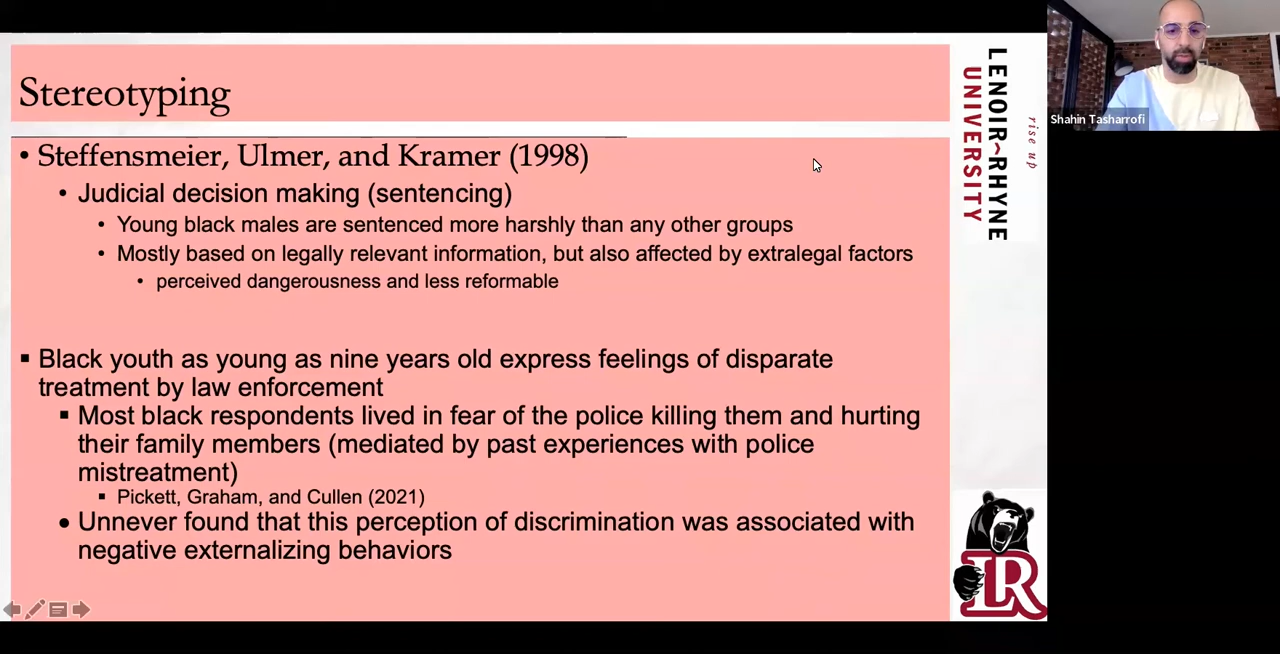 Stereotyping
• Steffensmeier, Ulmer, and Kramer (1998)
• Judicial decision making (sentencing)
• Young black males are sentenced more harshly than any other groups
• Mostly based on legally relevant information, but also affected by extralegal factors
• perceived dangerousness and less reformable
▪ Black youth as young as nine years old express feelings of disparate
treatment by law enforcement
▪ Most black respondents lived in fear of the police killing them and hurting
their family members (mediated by past experiences with police
mistreatment)
▪ Pickett, Graham, and Cullen (2021)
• Unnever found that this perception of discrimination was associated with
negative externalizing behaviors
LENOIR~RHYNE
UNIVERSITY
rise up
LR
Shahin Tasharrofi